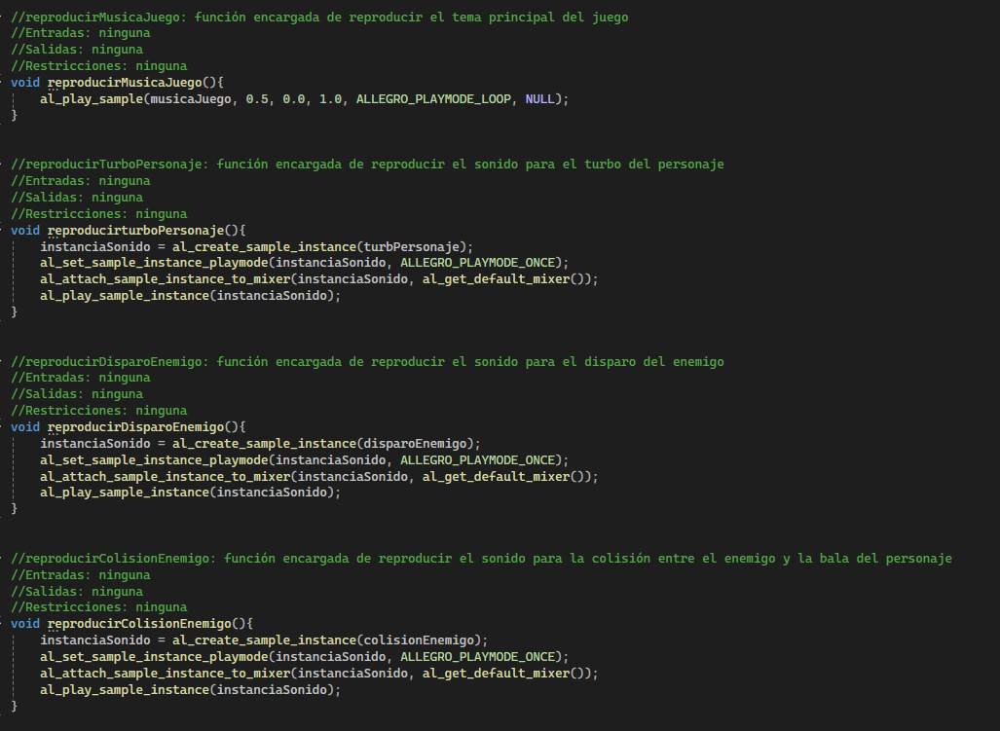 //reproducirMusicaJuego: función encargada de reproducir el tema principal del juego
//Entradas: ninguna
//Salidas: ninguna
//Restricciones: ninguna
void reproducirMusicaJuego(){
    al_play_sample(musicaJuego, 0.5, 0.0, 1.0, ALLEGRO_PLAYMODE_LOOP, NULL);
}
//reproducirTurboPersonaje: función encargada de reproducir el sonido para el turbo del personaje
//Entradas: ninguna
//Salidas: ninguna
//Restricciones: ninguna
void reproducirturboPersonaje(){
    instanciaSonido = al_create_sample_instance(turbPersonaje);
    al_set_sample_instance_playmode(instanciaSonido, ALLEGRO_PLAYMODE_ONCE);
    al_attach_sample_instance_to_mixer(instanciaSonido, al_get_default_mixer());
    al_play_sample_instance(instanciaSonido);
}
//reproducirDisparoEnemigo: función encargada de reproducir el sonido para el disparo del enemigo
//Entradas: ninguna
//Salidas: ninguna
//Restricciones: ninguna
void reproducirDisparoEnemigo(){
    instanciaSonido = al_create_sample_instance(disparoEnemigo);
    al_set_sample_instance_playmode(instanciaSonido, ALLEGRO_PLAYMODE_ONCE);
    al_attach_sample_instance_to_mixer(instanciaSonido, al_get_default_mixer());
    al_play_sample_instance(instanciaSonido);
}
//reproducirColisionEnemigo: función encargada de reproducir el sonido para la colisión entre el enemigo y la bala del personaje
//Entradas: ninguna
//Salidas: ninguna
//Restricciones: ninguna
void reproducirColisionEnemigo(){
    instanciaSonido = al_create_sample_instance(colisionEnemigo);
    al_set_sample_instance_playmode(instanciaSonido, ALLEGRO_PLAYMODE_ONCE);
    al_attach_sample_instance_to_mixer(instanciaSonido, al_get_default_mixer());
    al_play_sample_instance(instanciaSonido);
}